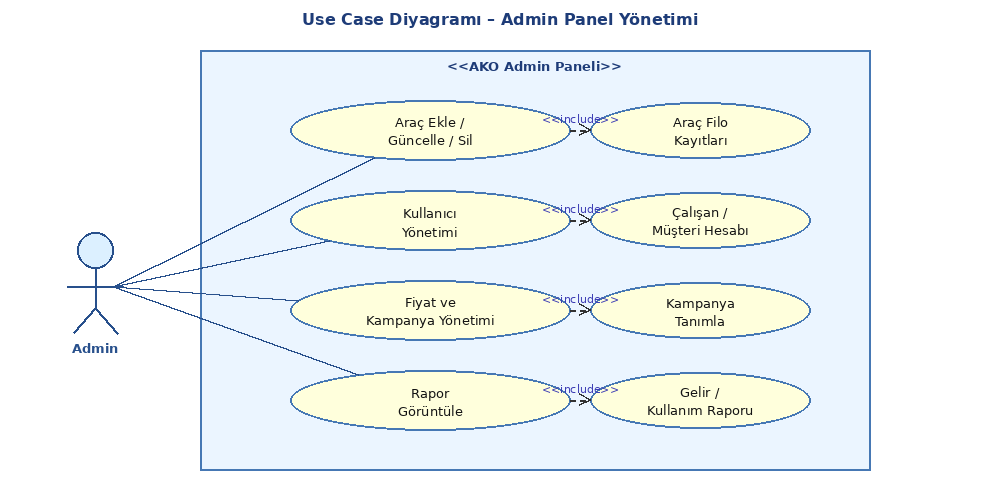 Use Case Diyagramı – Admin Panel Yönetimi
<<AKO Admin Paneli>>
Araç Ekle /
Güncelle / Sil
<<include>>
Araç Filo
Kayıtları
Kullanıcı
Yönetimi
<<include>>
Çalışan /
Müşteri Hesabı
Fiyat ve
Kampanya Yönetimi
<<include>>
Kampanya
Tanımla
Rapor
Görüntüle
<<include>>
Gelir /
Kullanım Raporu
Admin